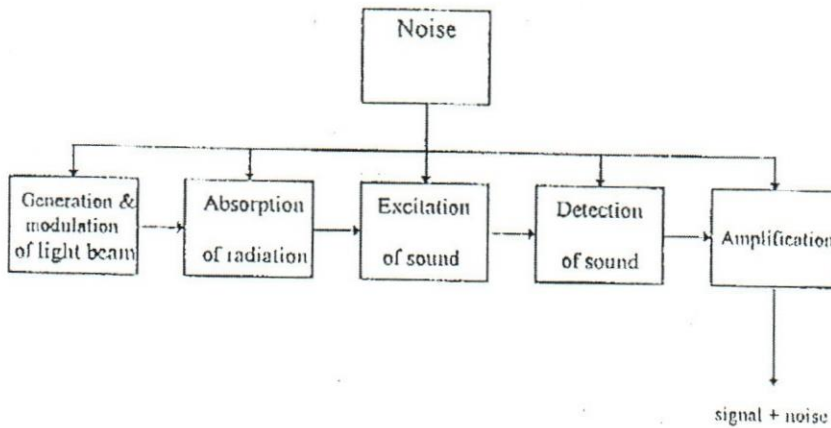 Noise
Generation &
modulation
of light beam
Absorption
of radiation
Excitation
of sound
Detection
of sound
Amplification
signal + noise